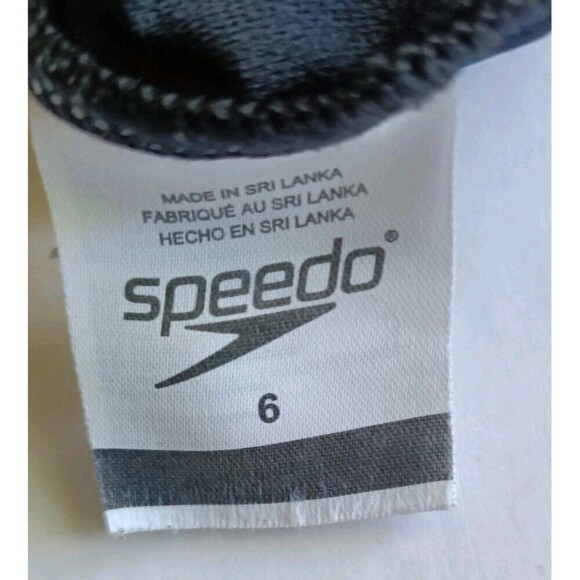 MADE IN SRI LANKA
FABRIQUÉ AU SRI LANKA
HECHO EN SRI LANKA
speedo®
6